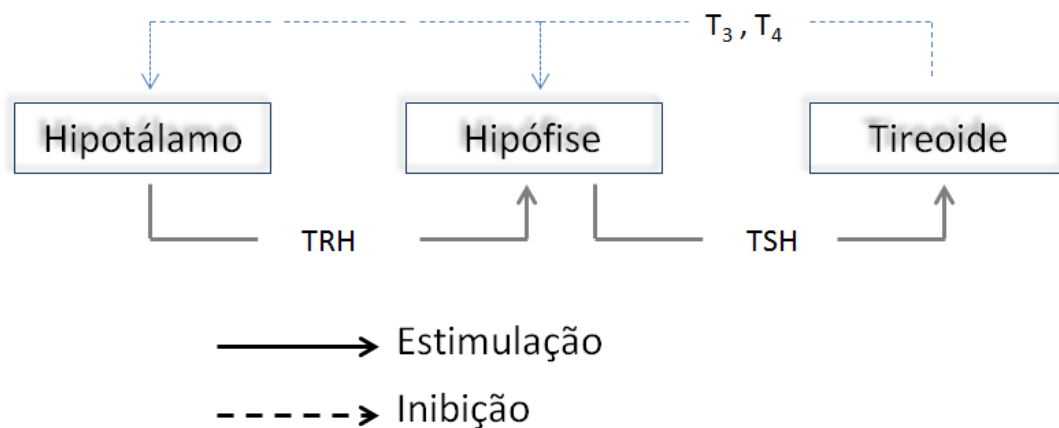 T₃ , T₄
Hipotálamo
Hipófise
Tireoide
TRH
TSH
Estimulação
Inibição